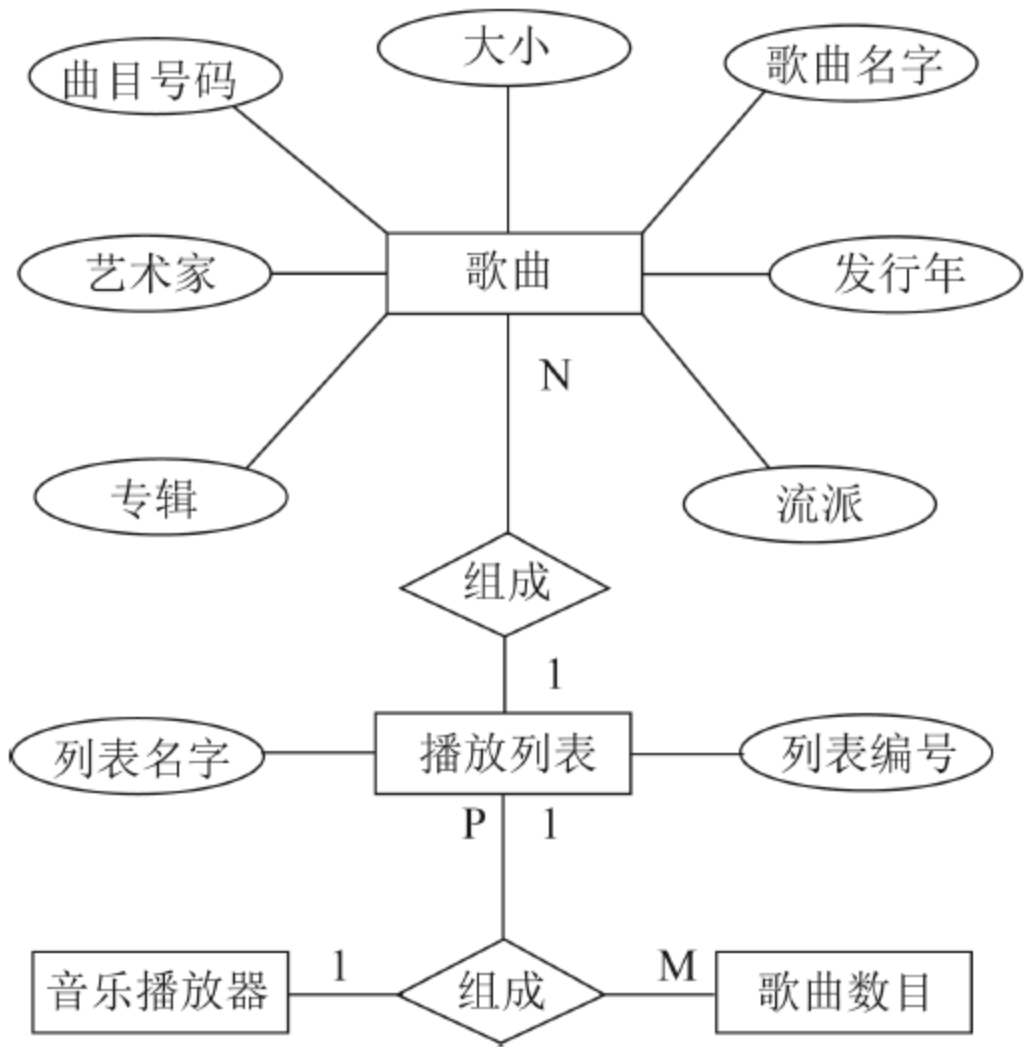 大小
曲目号码
歌曲名字
艺术家
歌曲
发行年
N
专辑
流派
组成
1
列表名字
播放列表
列表编号
P 1
音乐播放器
1
组成
M
歌曲数目